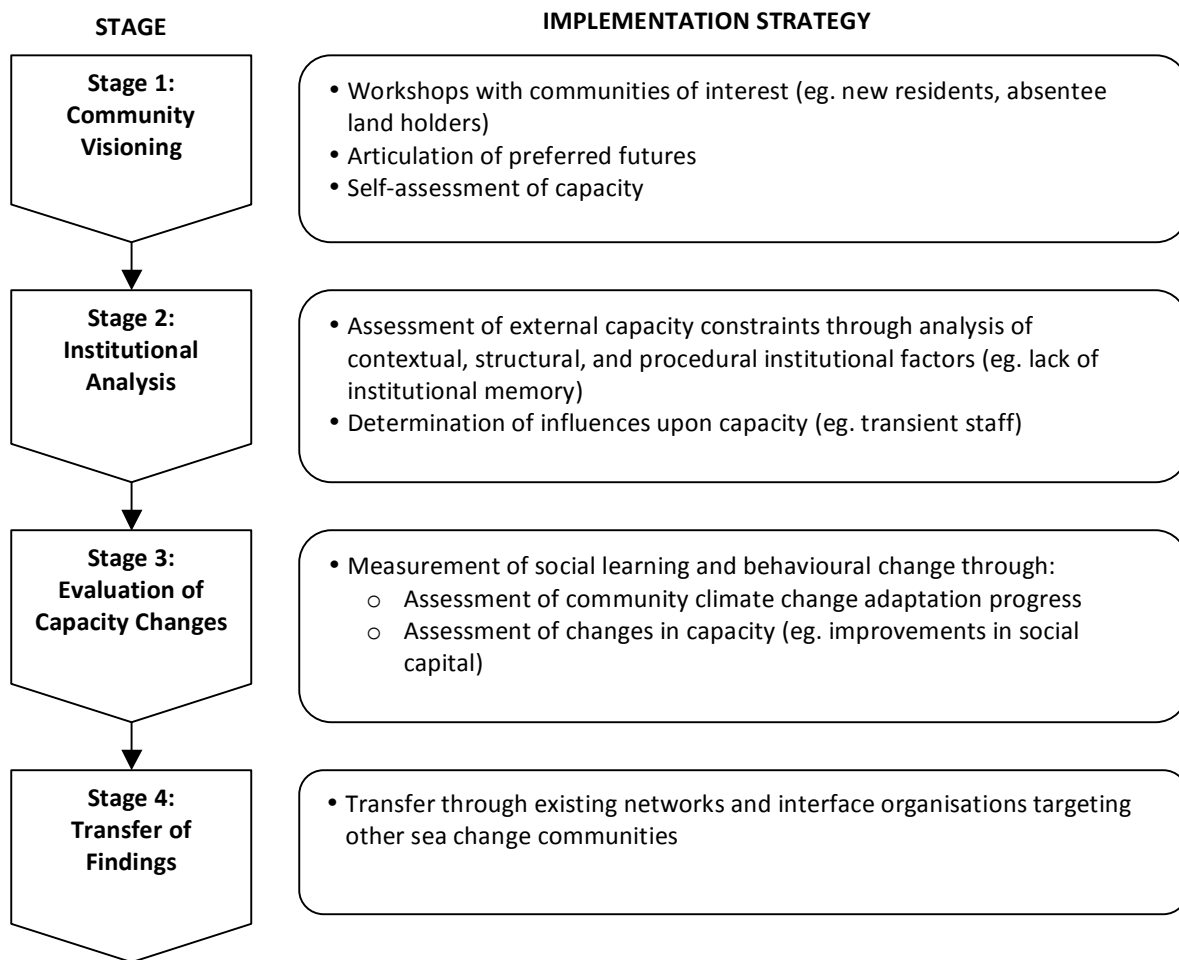 STAGE
IMPLEMENTATION STRATEGY
Stage 1:
Community
Visioning
• Workshops with communities of interest (eg. new residents, absentee
land holders)
• Articulation of preferred futures
• Self-assessment of capacity
Stage 2:
Institutional
Analysis
• Assessment of external capacity constraints through analysis of
contextual, structural, and procedural institutional factors (eg. lack of
institutional memory)
• Determination of influences upon capacity (eg. transient staff)
Stage 3:
Evaluation of
Capacity Changes
• Measurement of social learning and behavioural change through:
o Assessment of community climate change adaptation progress
o Assessment of changes in capacity (eg. improvements in social
capital)
Stage 4:
Transfer of
Findings
• Transfer through existing networks and interface organisations targeting
other sea change communities